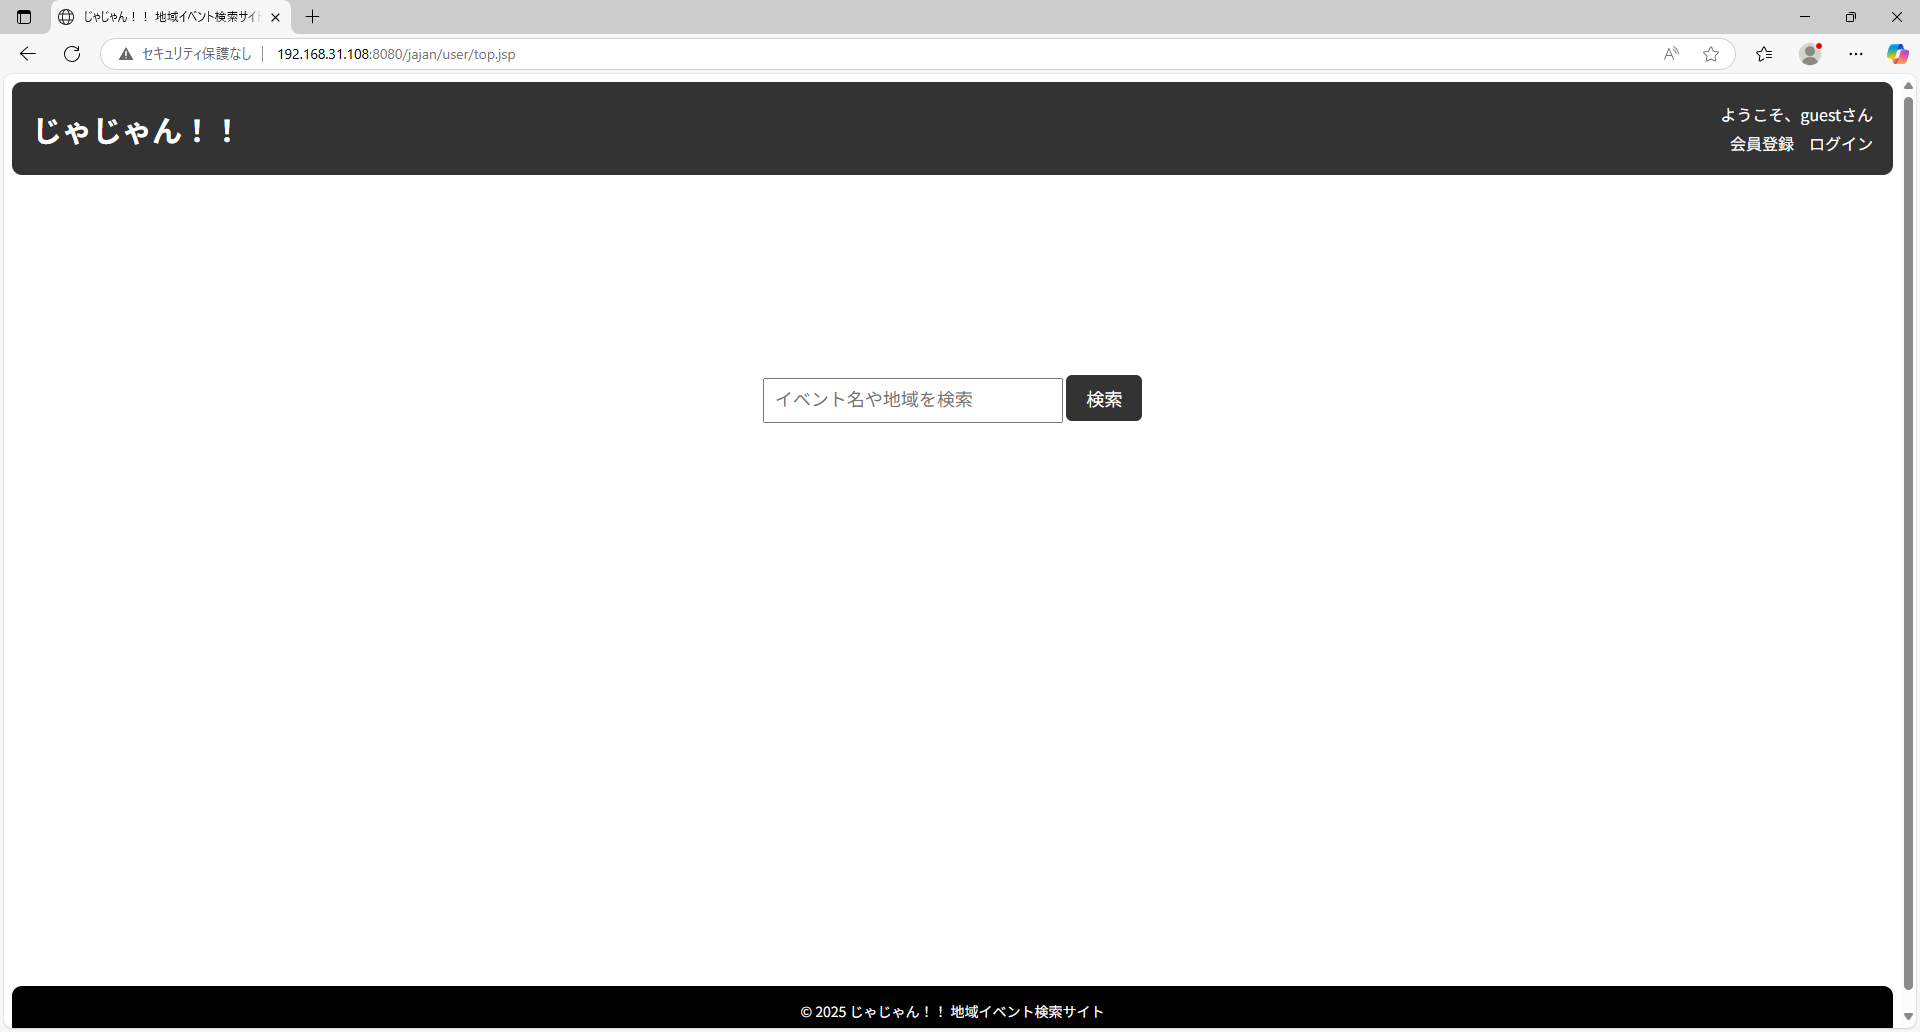 じゃじゃん！！ 地域イベント検索サイト
セキュリティ保護なし
192.168.31.108:8080/jajan/user/top.jsp
じゃじゃん！！
ようこそ、guestさん
会員登録 ログイン
イベント名や地域を検索 検索
© 2025 じゃじゃん！！ 地域イベント検索サイト